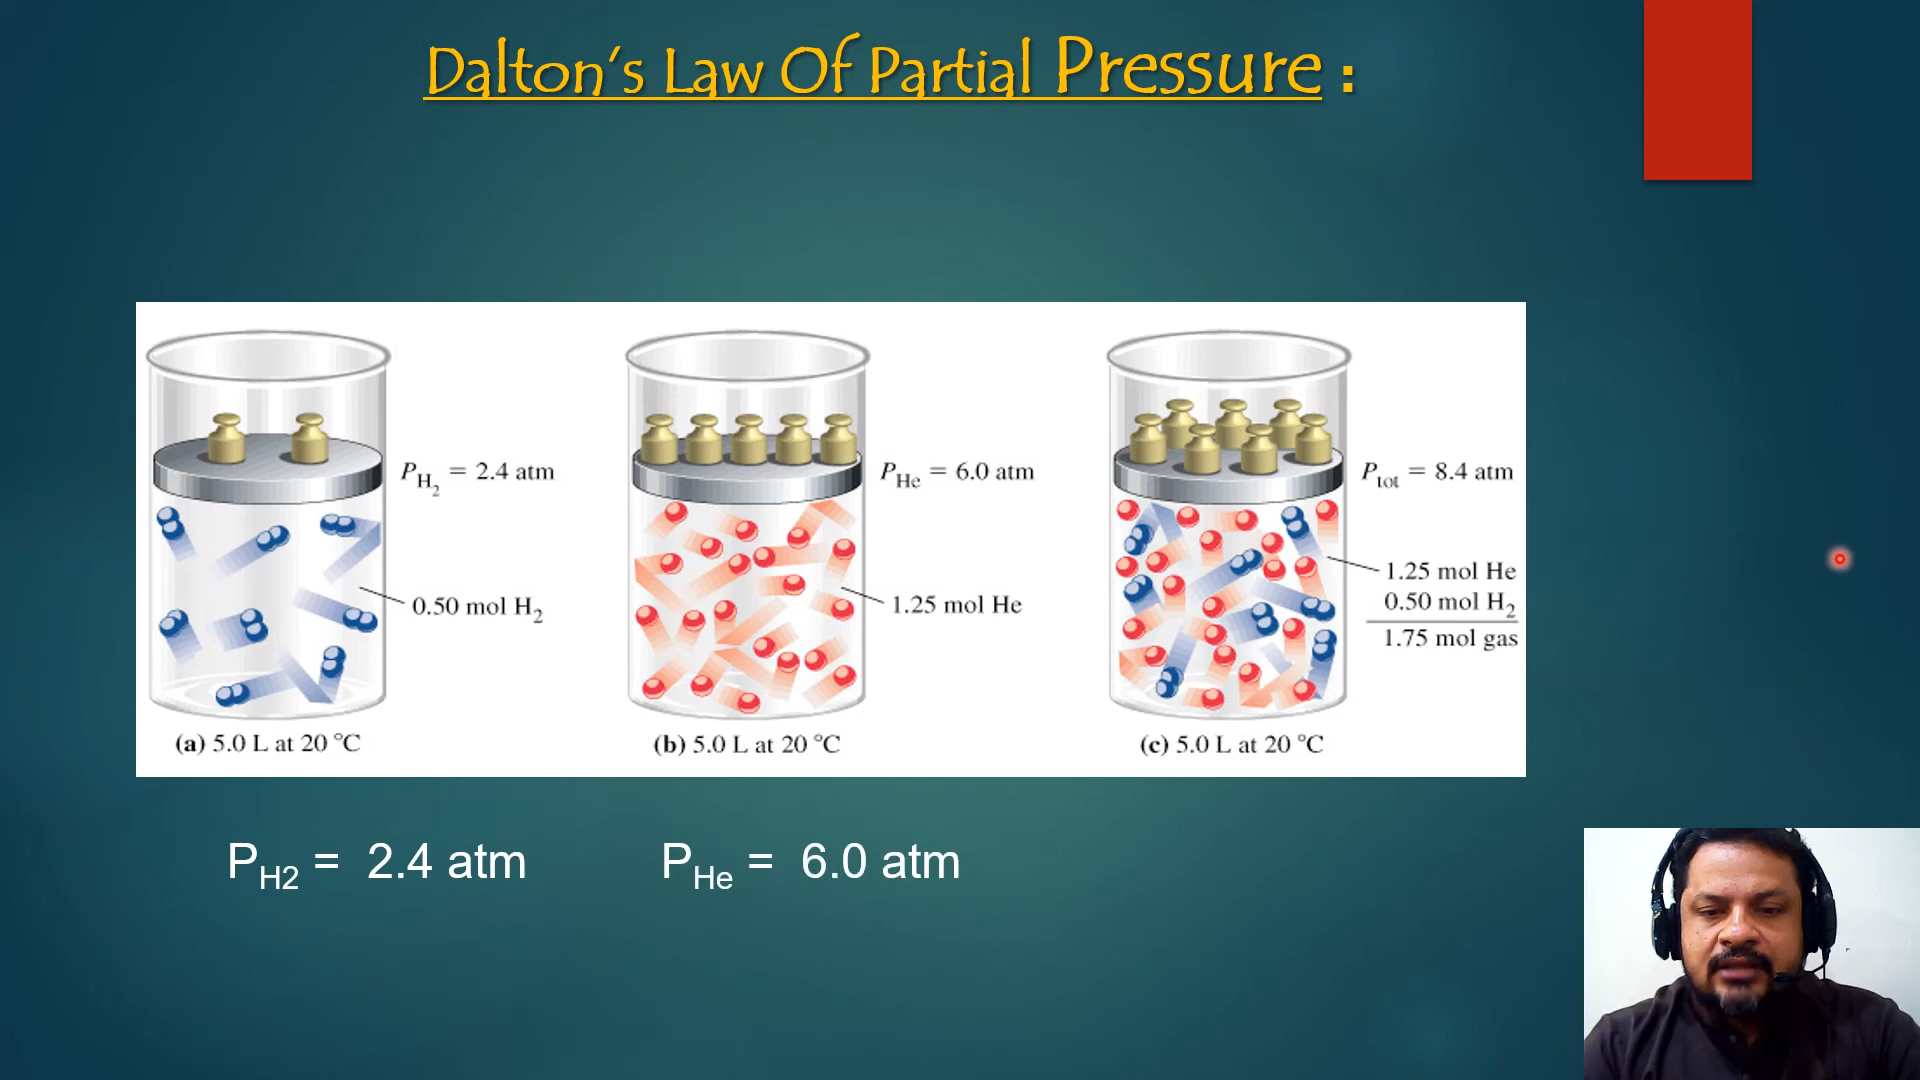 Dalton's Law Of Partial Pressure :
P_H₂ = 2.4 atm
0.50 mol H₂
(a) 5.0 L at 20 °C
P_He = 6.0 atm
1.25 mol He
(b) 5.0 L at 20 °C
P_tot = 8.4 atm
1.25 mol He
0.50 mol H₂
1.75 mol gas
(c) 5.0 L at 20 °C
P_H2 = 2.4 atm
P_He = 6.0 atm